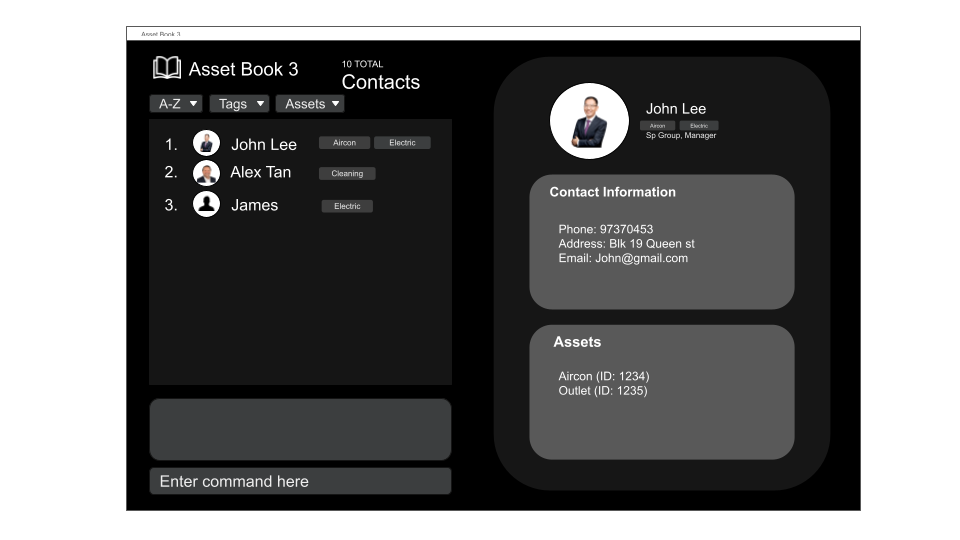 Asset Book 3
Asset Book 3
10 TOTAL
Contacts
A-Z Tags Assets
1. John Lee Aircon Electric
2. Alex Tan Cleaning
3. James Electric
Enter command here
John Lee
Aircon Electric
Sp Group, Manager
Contact Information
Phone: 97370453
Address: Blk 19 Queen st
Email: John@gmail.com
Assets
Aircon (ID: 1234)
Outlet (ID: 1235)